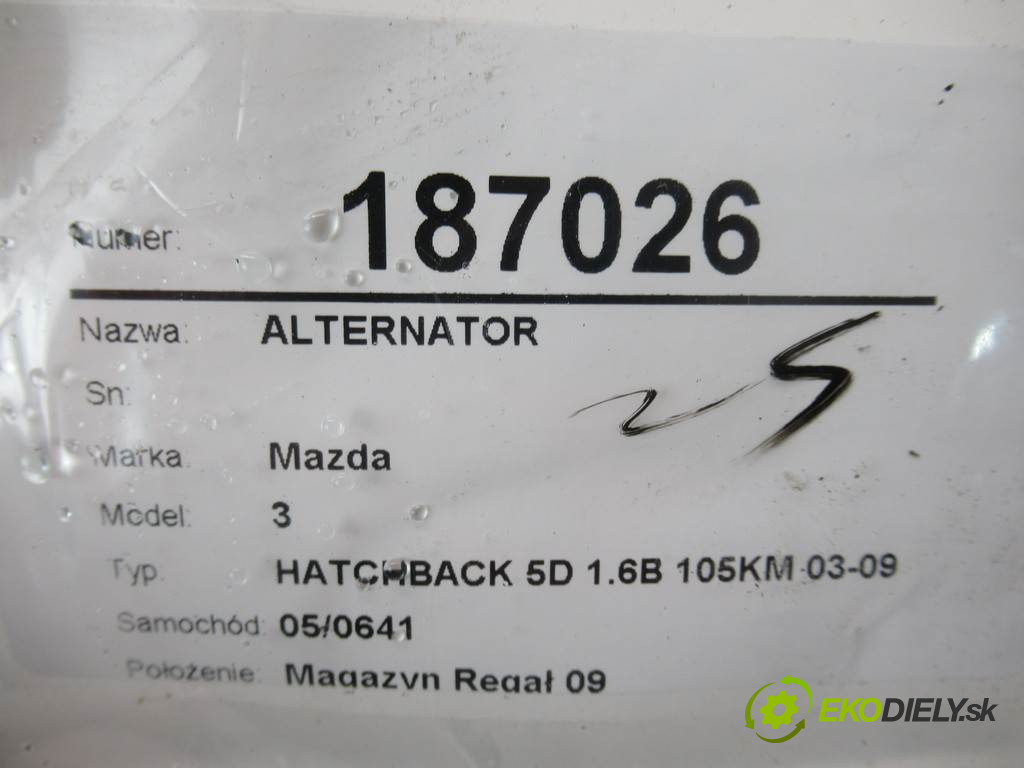 Numer: 187026
Nazwa: ALTERNATOR
Sn:
Marka: Mazda
Model: 3
Typ: HATCHBACK 5D 1.6B 105KM 03-09
Samochód: 05/0641
Położenie: Magazyn Regał 09
EKODIELY.sk